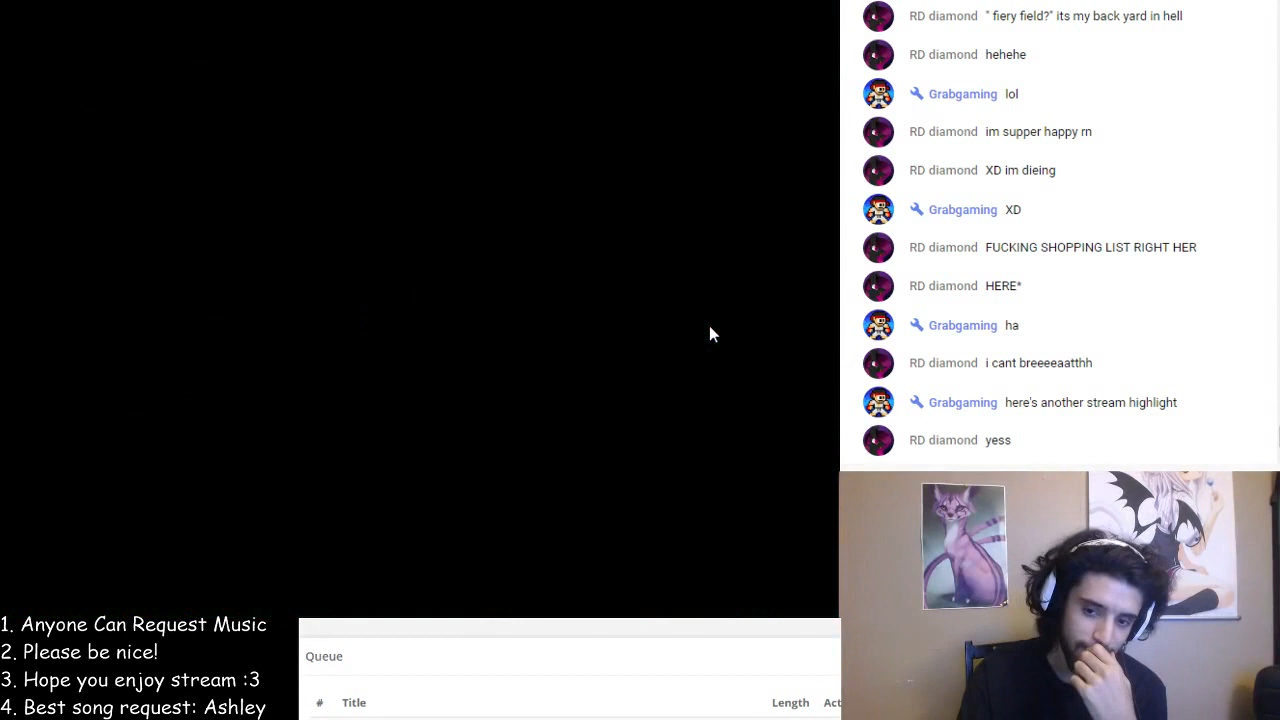 RD diamond " fiery field?" its my back yard in hell
RD diamond hehehe
Grabgaming lol
RD diamond im supper happy rn
RD diamond XD im dieing
Grabgaming XD
RD diamond FUCKING SHOPPING LIST RIGHT HER
RD diamond HERE*
Grabgaming ha
RD diamond i cant breeeeaatthh
Grabgaming here's another stream highlight
RD diamond yess
1. Anyone Can Request Music
2. Please be nice!
3. Hope you enjoy stream :3
4. Best song request: Ashley
Queue
# Title Length Act